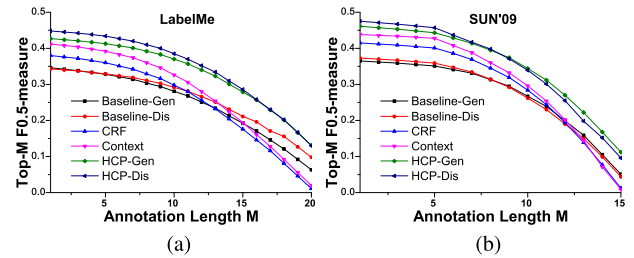 LabelMe
Top-M F0.5-measure
0.5
0.4
0.3
0.2
0.1
0.0
Baseline-Gen
Baseline-Dis
CRF
Context
HCP-Gen
HCP-Dis
5 10 15 20
Annotation Length M
(a)
SUN'09
Top-M F0.5-measure
0.5
0.4
0.3
0.2
0.1
0.0
Baseline-Gen
Baseline-Dis
CRF
Context
HCP-Gen
HCP-Dis
5 10 15
Annotation Length M
(b)